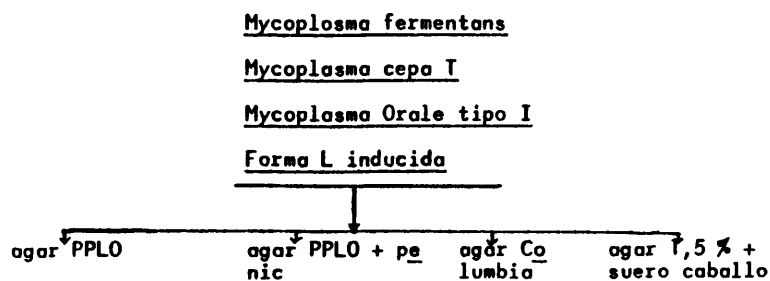 Mycoplosma fermentans
Mycoplasma cepa T
Mycoplasma Orale tipo I
Forma L inducida
agar PPLO agar PPLO + pe agar Co agar 1,5 % +
nic lumbia suero caballo